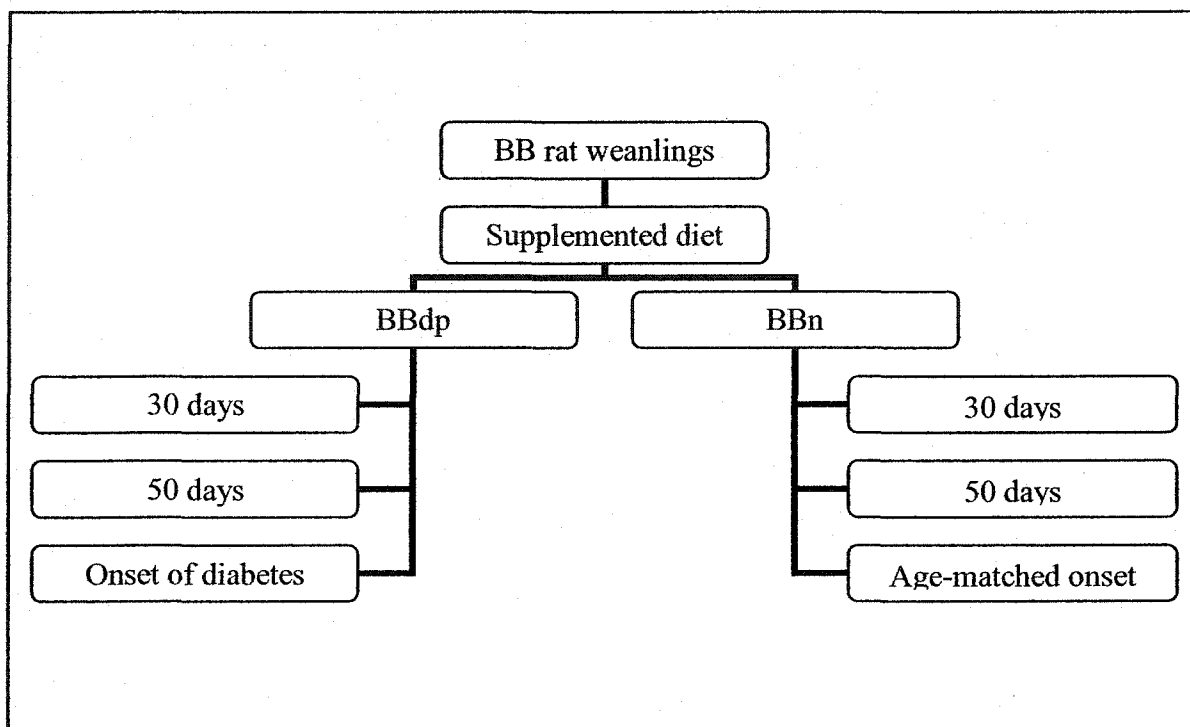 BB rat weanlings
Supplemented diet
BBdp
BBn
30 days
30 days
50 days
50 days
Onset of diabetes
Age-matched onset